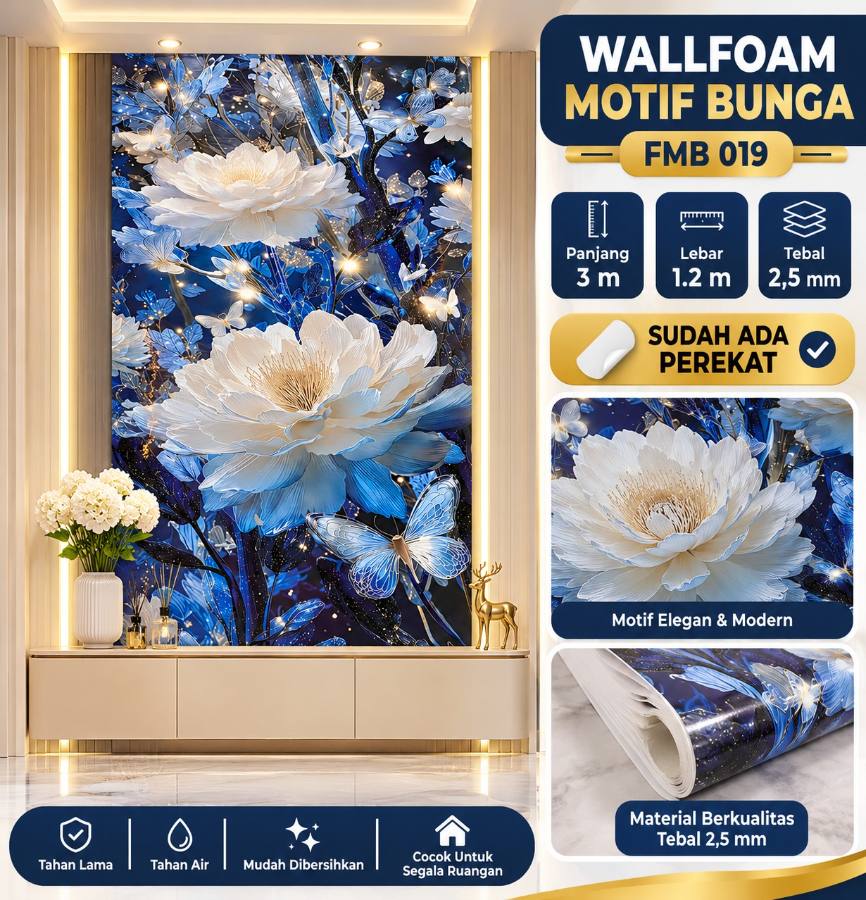 WALLFOAM
MOTIF BUNGA
FMB 019
Panjang
3 m
Lebar
1.2 m
Tebal
2,5 mm
SUDAH ADA
PEREKAT
Motif Elegan & Modern
Material Berkualitas
Tebal 2,5 mm
Tahan Lama
Tahan Air
Mudah Dibersihkan
Cocok Untuk
Segala Ruangan